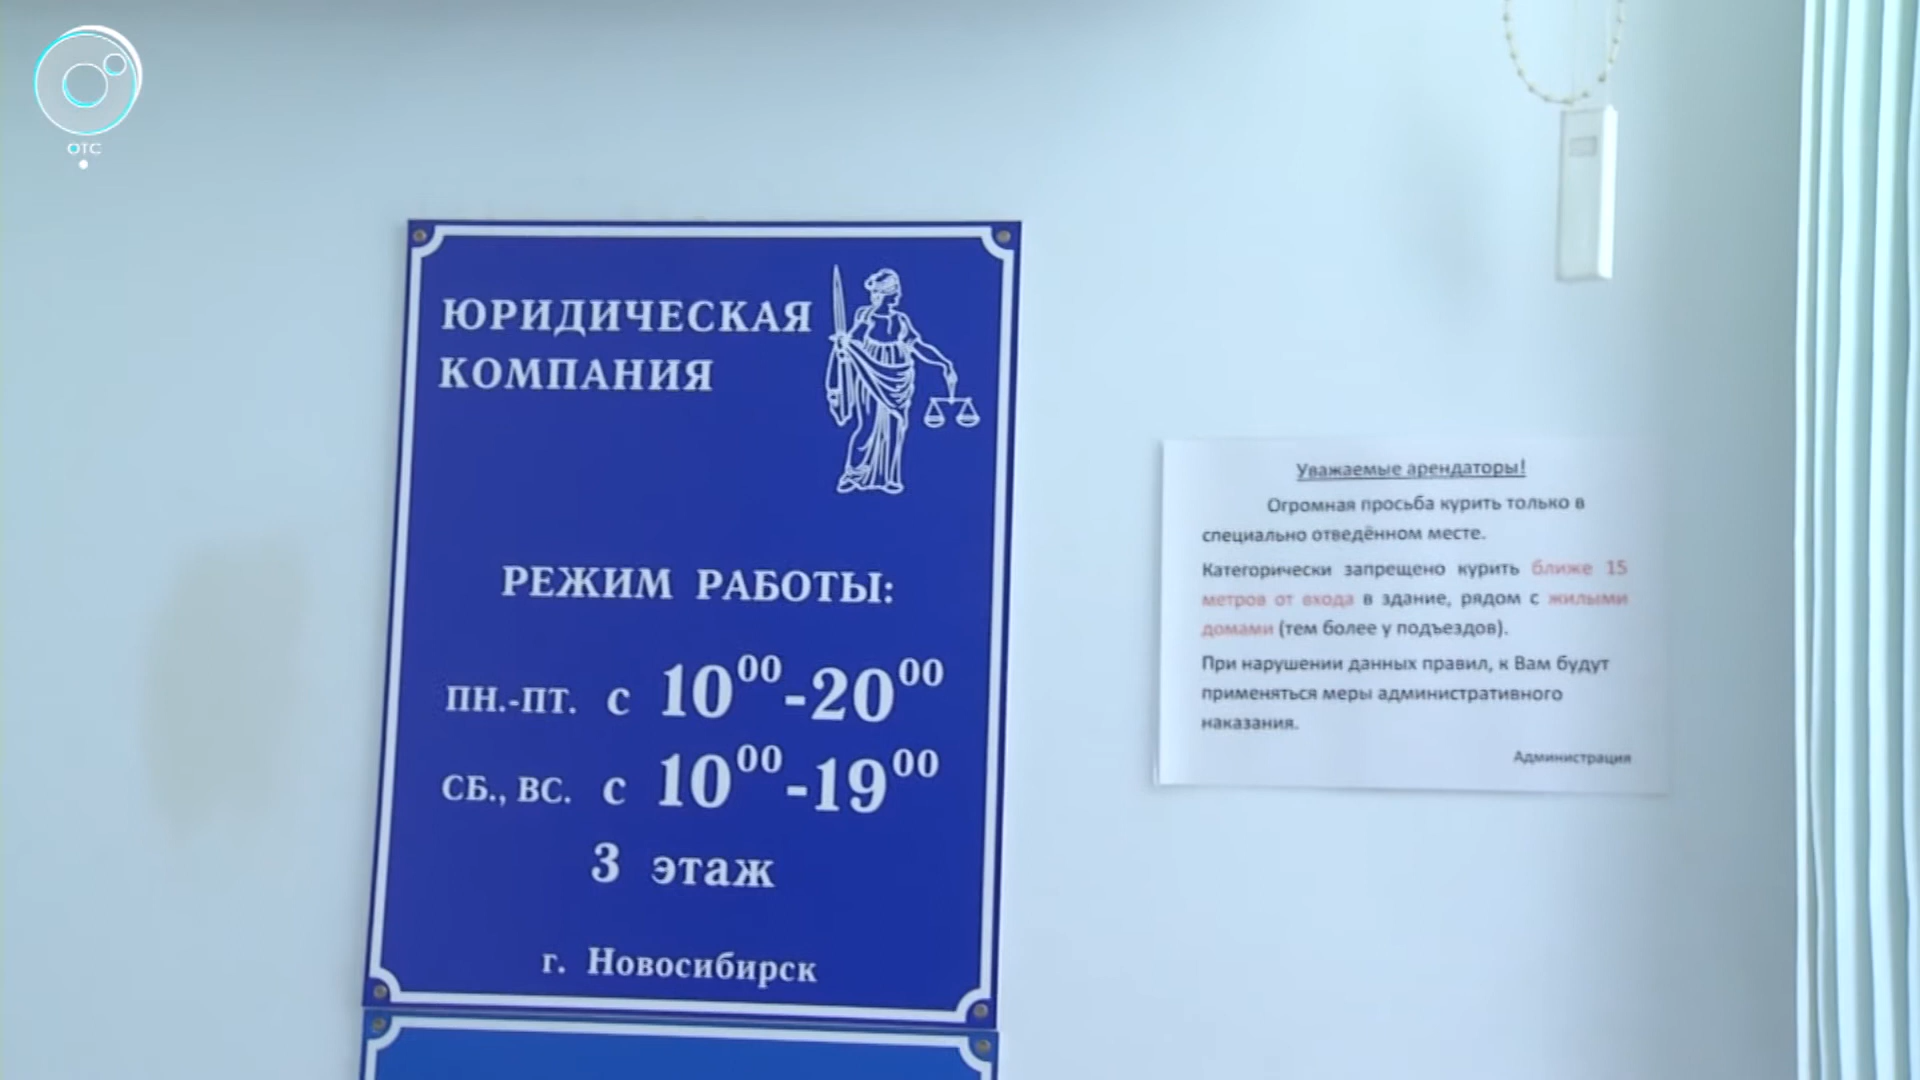 ОТС
ЮРИДИЧЕСКАЯ
КОМПАНИЯ
РЕЖИМ РАБОТЫ:
ПН.-ПТ. с 10⁰⁰-20⁰⁰
СБ., ВС. с 10⁰⁰-19⁰⁰
3 этаж
г. Новосибирск
Уважаемые арендаторы!
Огромная просьба курить только в
специально отведённом месте.
Категорически запрещено курить ближе 15
метров от входа в здание, рядом с жилыми
домами (тем более у подъездов).
При нарушении данных правил, к Вам будут
применяться меры административного
наказания.
Администрация